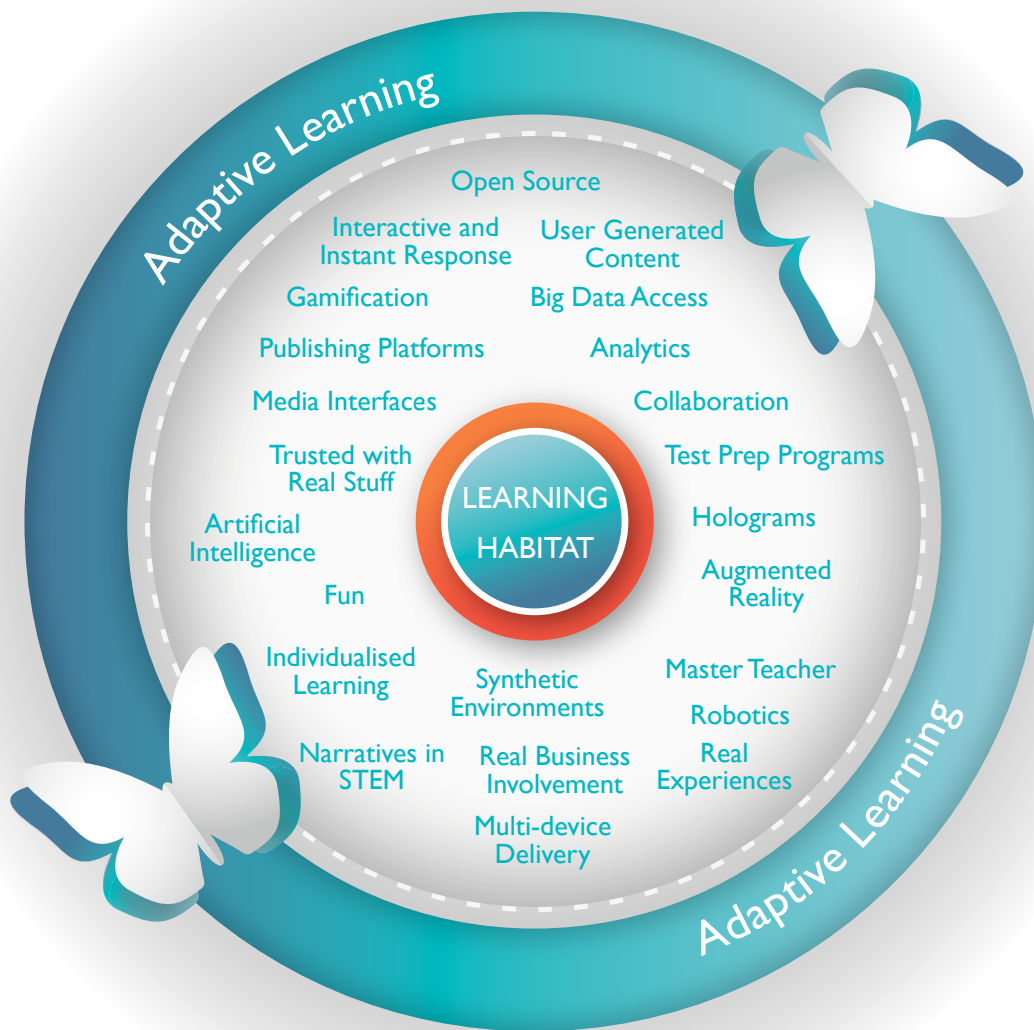 Adaptive Learning
Open Source
Interactive and
Instant Response
User Generated
Content
Gamification
Big Data Access
Publishing Platforms
Analytics
Media Interfaces
Collaboration
Trusted with
Real Stuff
Test Prep Programs
LEARNING
HABITAT
Artificial
Intelligence
Holograms
Fun
Augmented
Reality
Individualised
Learning
Synthetic
Environments
Master Teacher
Robotics
Narratives in
STEM
Real Business
Involvement
Real
Experiences
Multi-device
Delivery
Adaptive Learning